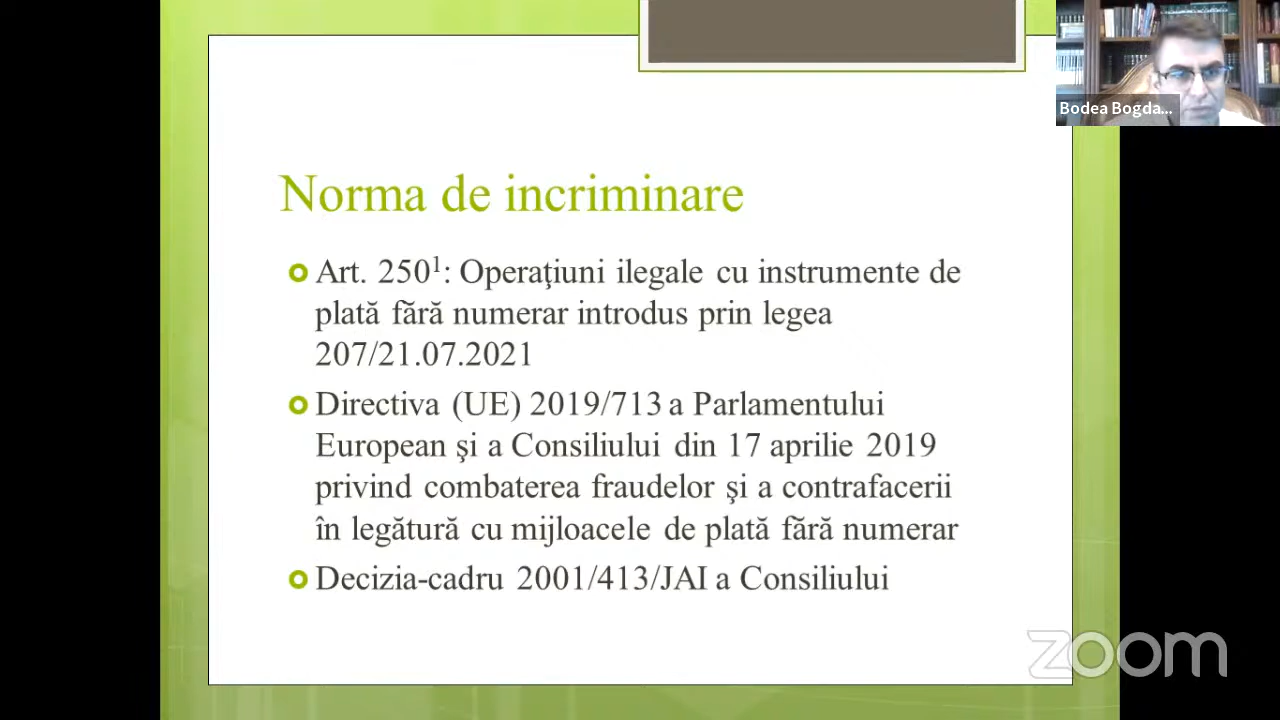 Bodea Bogda...
Norma de incriminare
Art. 250¹: Operaţiuni ilegale cu instrumente de
plată fără numerar introdus prin legea
207/21.07.2021
Directiva (UE) 2019/713 a Parlamentului
European şi a Consiliului din 17 aprilie 2019
privind combaterea fraudelor şi a contrafacerii
în legătură cu mijloacele de plată fără numerar
Decizia-cadru 2001/413/JAI a Consiliului
zoom